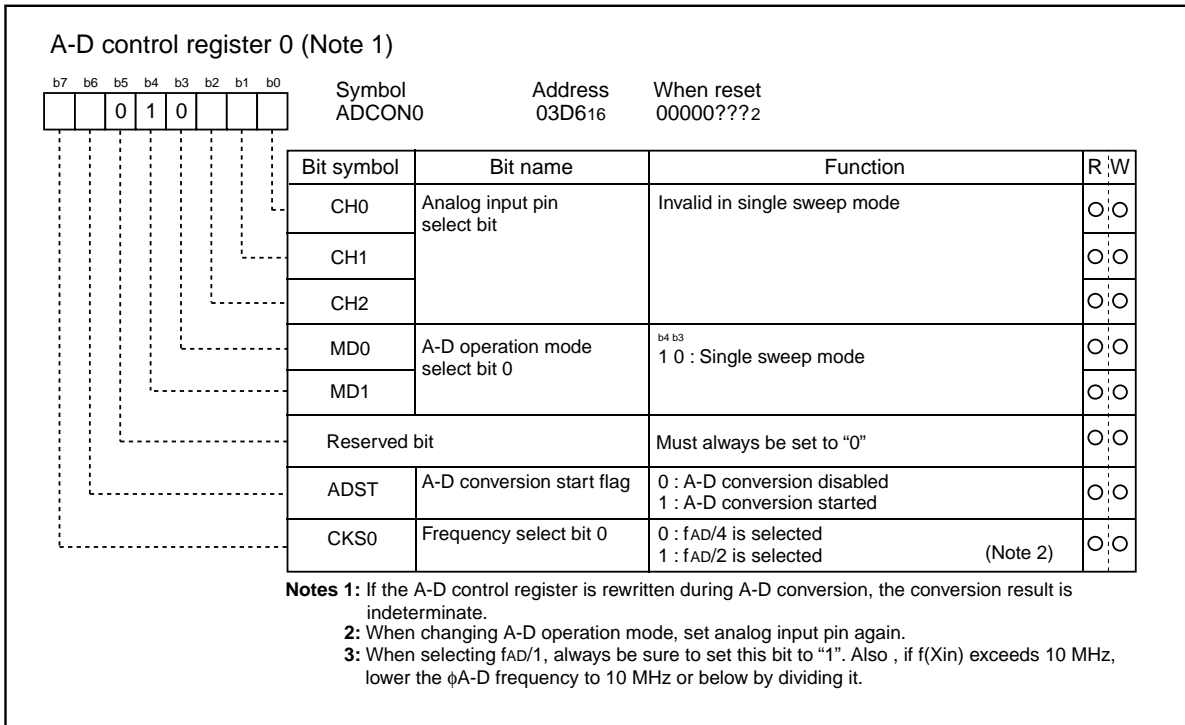 A-D control register 0 (Note 1)
b7 b6 b5 b4 b3 b2 b1 b0
0 1 0
Symbol Address When reset
ADCON0 03D616 00000???2
Bit symbol Bit name Function R W
CH0 Analog input pin Invalid in single sweep mode
select bit
CH1
CH2
b4 b3
MD0 A-D operation mode 1 0 : Single sweep mode
select bit 0
MD1
Reserved bit Must always be set to “0”
ADST A-D conversion start flag 0 : A-D conversion disabled
1 : A-D conversion started
CKS0 Frequency select bit 0 0 : fAD/4 is selected
1 : fAD/2 is selected (Note 2)
Notes 1: If the A-D control register is rewritten during A-D conversion, the conversion result is
indeterminate.
2: When changing A-D operation mode, set analog input pin again.
3: When selecting fAD/1, always be sure to set this bit to “1”. Also , if f(Xin) exceeds 10 MHz,
lower the ϕA-D frequency to 10 MHz or below by dividing it.